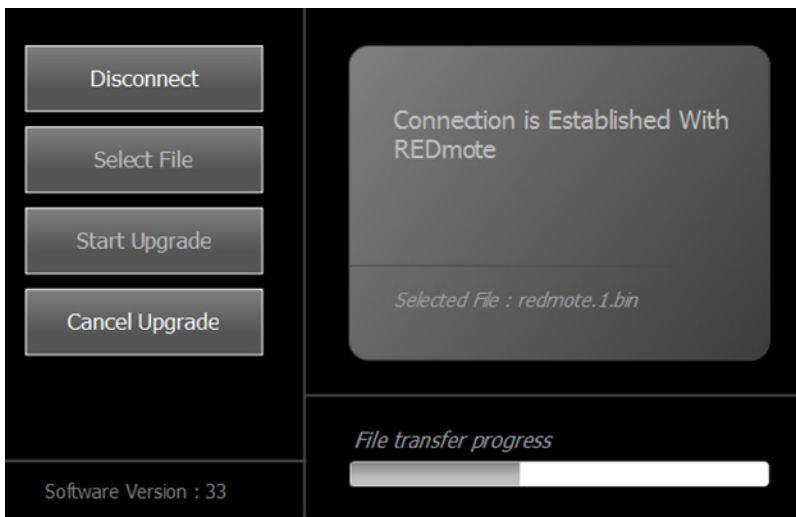 Disconnect
Select File
Start Upgrade
Cancel Upgrade
Software Version : 33
Connection is Established With
REDmote
Selected File : redmote.1.bin
File transfer progress